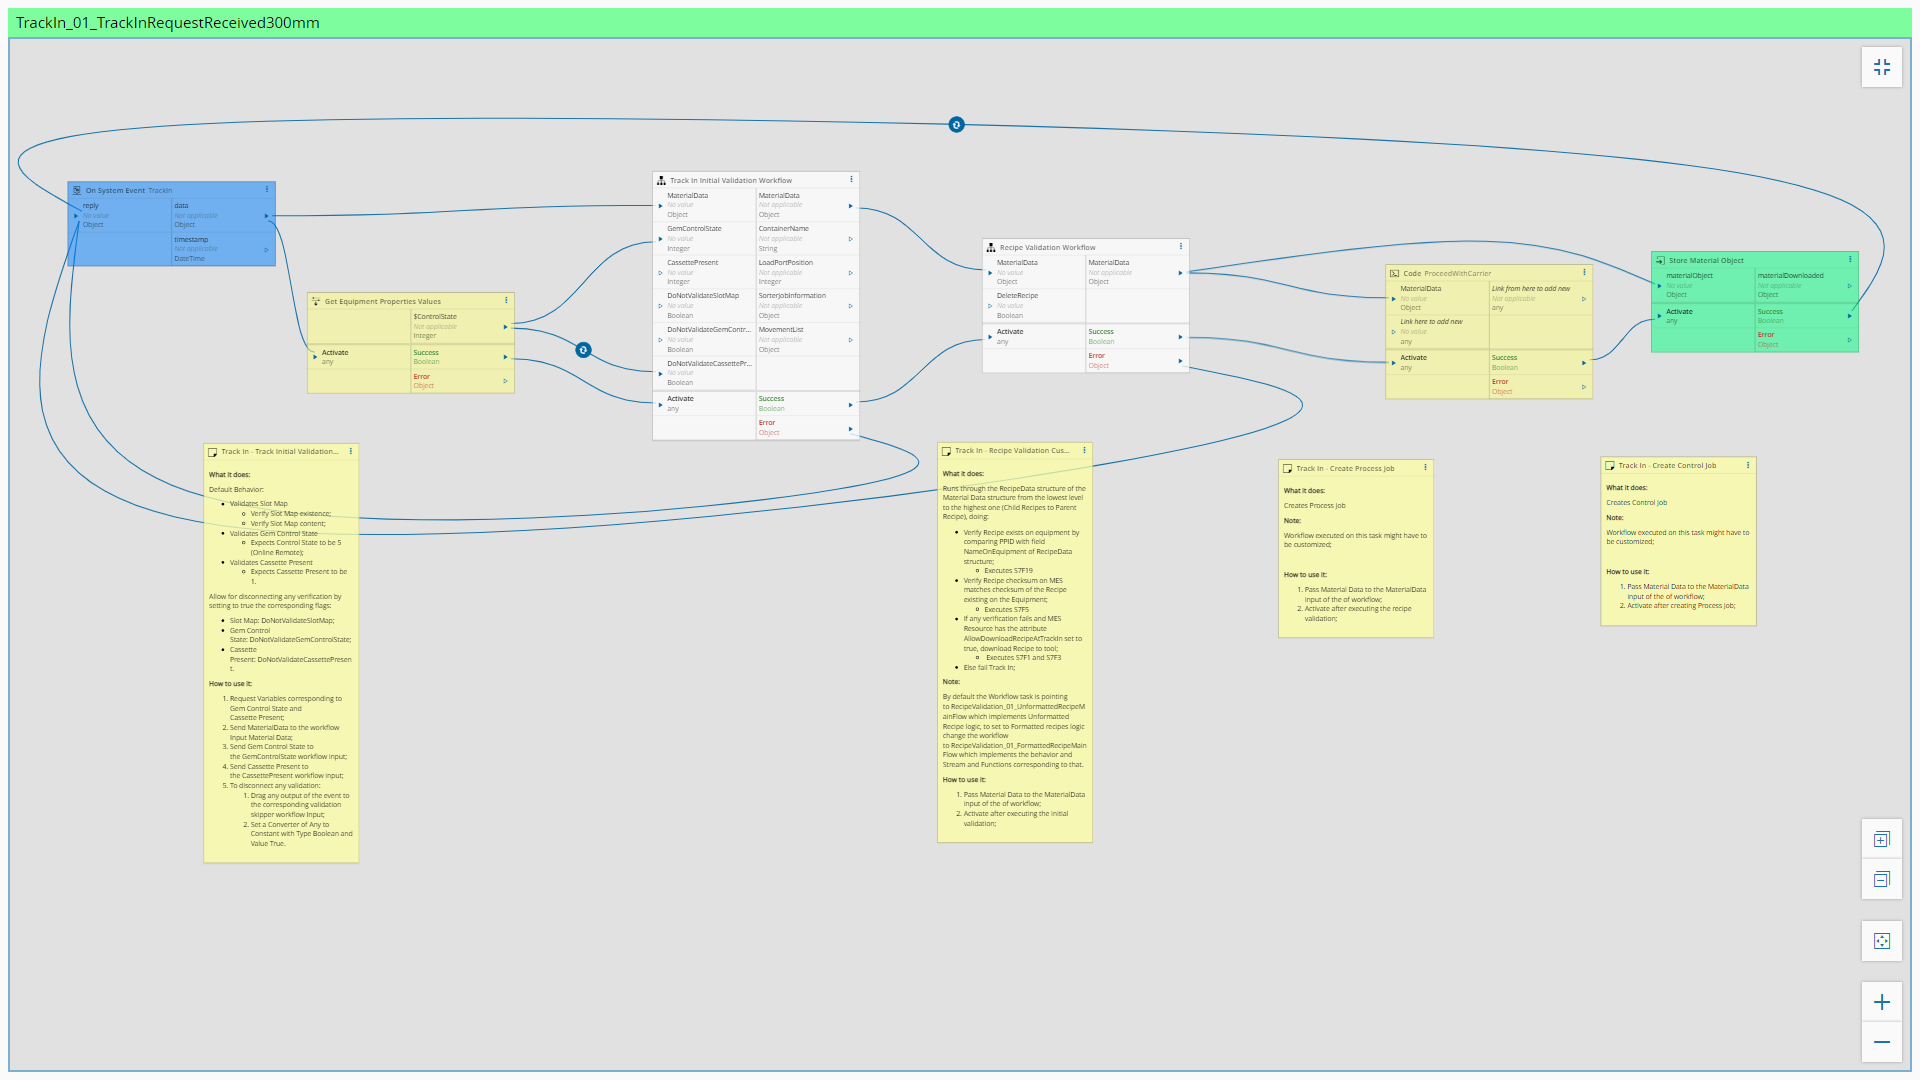 TrackIn_01_TrackInRequestReceived300mm
On System Event TrackIn
reply
No value
Object
data
Not applicable
Object
timestamp
Not applicable
DateTime
Get Equipment Properties Values
$ControlState
Not applicable
Integer
Activate
any
Success
Boolean
Error
Object
Track In Initial Validation Workflow
MaterialData
No value
Object
MaterialData
Not applicable
Object
GemControlState
No value
Integer
ContainerName
Not applicable
String
CassettePresent
No value
Integer
LoadPortPosition
Not applicable
Integer
DoNotValidateSlotMap
No value
Boolean
SorterJobInformation
Not applicable
Object
DoNotValidateGemContr...
No value
Boolean
MovementList
Not applicable
Object
DoNotValidateCassettePr...
No value
Boolean
Activate
any
Success
Boolean
Error
Object
Recipe Validation Workflow
MaterialData
No value
Object
MaterialData
Not applicable
Object
DeleteRecipe
No value
Boolean
Activate
any
Success
Boolean
Error
Object
Code ProceedWithCarrier
MaterialData
No value
Object
Link from here to add new
Not applicable
any
Link here to add new
No value
any
Activate
any
Success
Boolean
Error
Object
Store Material Object
materialObject
No value
Object
materialDownloaded
Not applicable
Object
Activate
any
Success
Boolean
Error
Object
Track In - Track Initial Validation...
What it does:
Default Behavior:
• Validates Slot Map
Verify Slot Map existence;
Verify Slot Map content;
• Validates Gem Control State
Expects Control State to be 5
(Online Remote);
• Validates Cassette Present
Expects Cassette Present to be
1.
Allow for disconnecting any verification by
setting to true the corresponding flags:
• Slot Map: DoNotValidateSlotMap;
• Gem Control
State: DoNotValidateGemControlState;
• Cassette
Present: DoNotValidateCassettePresen
t.
How to use it:
1. Request Variables corresponding to
Gem Control State and
Cassette Present;
2. Send MaterialData to the workflow
Input Material Data;
3. Send Gem Control State to
the GemControlState workflow input;
4. Send Cassette Present to
the CassettePresent workflow input;
5. To disconnect any validation:
1. Drag any output of the event to
the corresponding validation
skipper workflow Input;
2. Set a Converter of Any to
Constant with Type Boolean and
Value True.
Track In - Recipe Validation Cus...
What it does:
Runs through the RecipeData structure of the
Material Data structure from the lowest level
to the highest one (Child Recipes to Parent
Recipe), doing:
• Verify Recipe exists on equipment by
comparing PPID with field
NameOnEquipment of RecipeData
structure;
Executes S7F19
• Verify Recipe checksum on MES
matches checksum of the Recipe
existing on the Equipment;
Executes S7F5
• If any verification fails and MES
Resource has the attribute
AllowDownloadRecipeAtTrackIn set to
true, download Recipe to tool;
Executes S7F1 and S7F3
• Else fail Track In;
Note:
By default the Workflow task is pointing
to RecipeValidation_01_UnformattedRecipeM
ainFlow which implements Unformatted
Recipe logic, to set to Formatted recipes logic
change the workflow
to RecipeValidation_01_FormattedRecipeMain
Flow which implements the behavior and
Stream and Functions corresponding to that.
How to use it:
1. Pass Material Data to the MaterialData
input of the of workflow;
2. Activate after executing the initial
validation;
Track In - Create Process Job
What it does:
Creates Process Job
Note:
Workflow executed on this task might have to
be customized;
How to use it:
1. Pass Material Data to the MaterialData
input of the of workflow;
2. Activate after executing the recipe
validation;
Track In - Create Control Job
What it does:
Creates Control Job
Note:
Workflow executed on this task might have to
be customized;
How to use it:
1. Pass Material Data to the MaterialData
input of the of workflow;
2. Activate after creating Process Job;